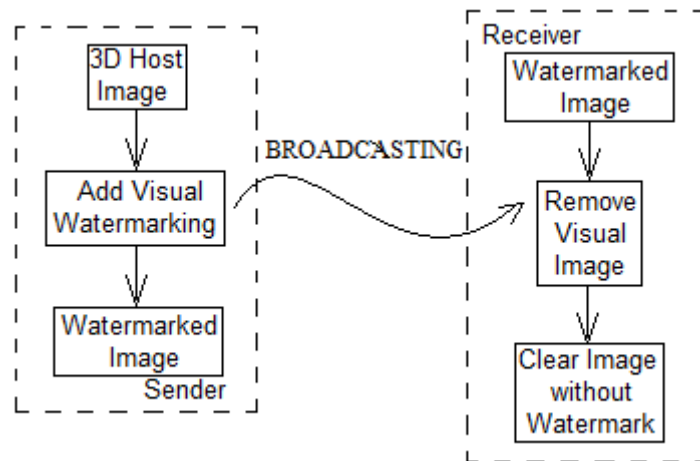 3D Host
Image
Add Visual
Watermarking
Watermarked
Image
Sender
BROADCASTING
Receiver
Watermarked
Image
Remove
Visual
Image
Clear Image
without
Watermark